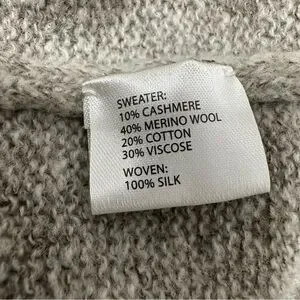 SWEATER:
10% CASHMERE
40% MERINO WOOL
20% COTTON
30% VISCOSE
WOVEN:
100% SILK